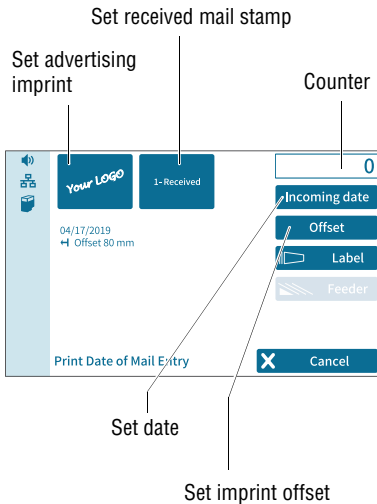 Set received mail stamp
Set advertising
imprint
Counter
Your LOGO
1- Received
0
Incoming date
04/17/2019
Offset 80 mm
Offset
Label
Feeder
Print Date of Mail Entry
Cancel
Set date
Set imprint offset